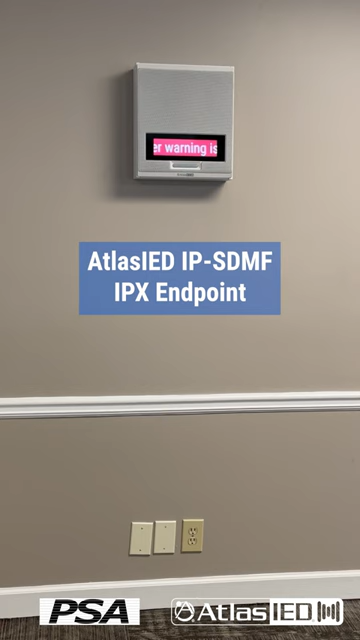 er warning is
AtlasIED IP-SDMF
IPX Endpoint
PSA
AtlasIED